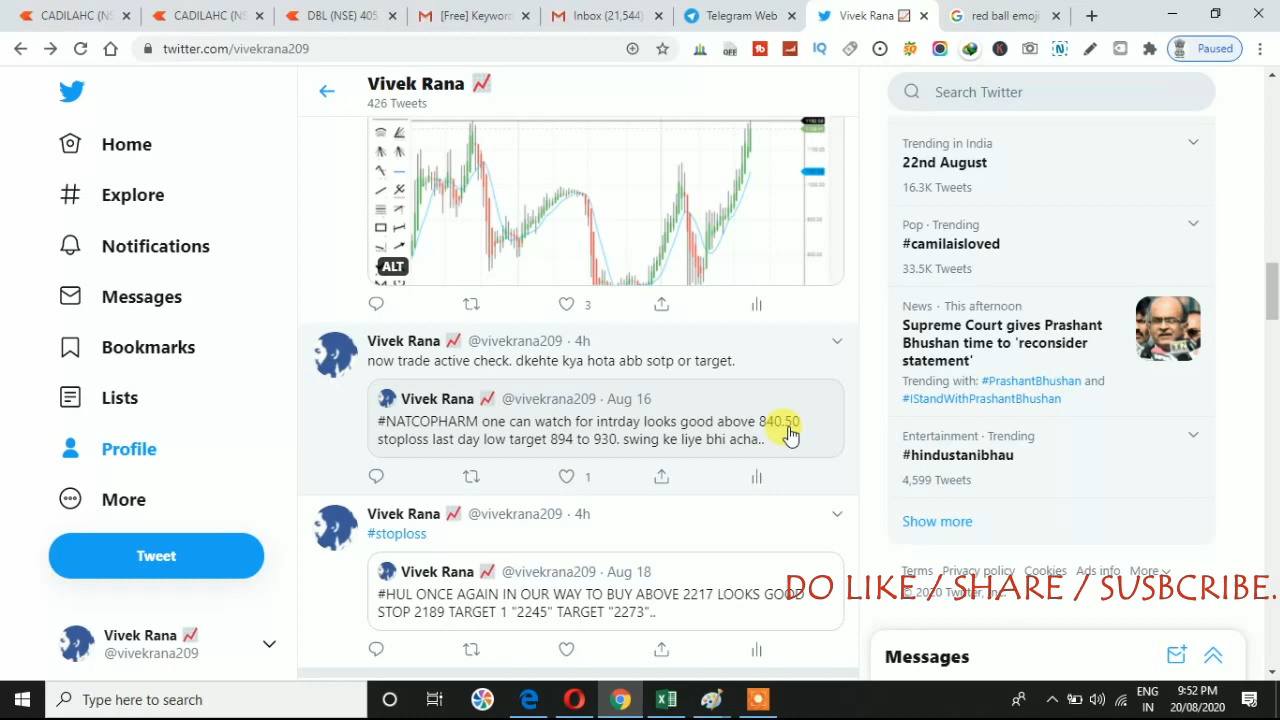 CADILAHC (NS
CADILAHC (NS
DBL (NSE) 405
[Free] Keyword
Inbox (21,544)
Telegram Web
Vivek Rana
red ball emoji
twitter.com/vivekrana209
Paused
Home
Explore
Notifications
Messages
Bookmarks
Lists
Profile
More
Tweet
Vivek Rana
@vivekrana209
Vivek Rana
426 Tweets
ALT
3
Vivek Rana @vivekrana209 · 4h
now trade active check. dkehte kya hota abb sotp or target.
Vivek Rana @vivekrana209 · Aug 16
#NATCOPHARM one can watch for intrday looks good above 840.50
stoploss last day low target 894 to 930. swing ke liye bhi acha..
1
Vivek Rana @vivekrana209 · 4h
#stoploss
Vivek Rana @vivekrana209 · Aug 18
#HUL ONCE AGAIN IN OUR WAY TO BUY ABOVE 2217 LOOKS GOOD
STOP 2189 TARGET 1 "2245" TARGET "2273"..
Search Twitter
Trending in India
22nd August
16.3K Tweets
Pop · Trending
#camilaisloved
33.5K Tweets
News · This afternoon
Supreme Court gives Prashant
Bhushan time to 'reconsider
statement'
Trending with: #PrashantBhushan and
#IStandWithPrashantBhushan
Entertainment · Trending
#hindustanibhau
4,599 Tweets
Show more
Terms Privacy policy Cookies Ads info More
© 2020 Twitter, Inc.
DO LIKE / SHARE / SUSBCRIBE.
Messages
Type here to search
ENG
IN
9:52 PM
20/08/2020